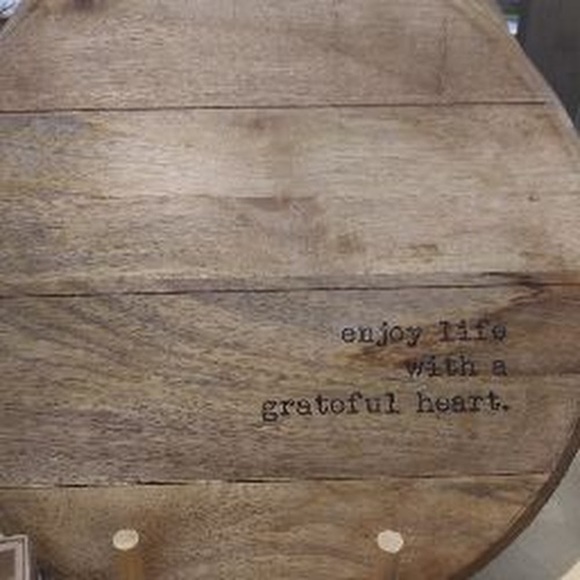 enjoy life
with a
grateful heart.